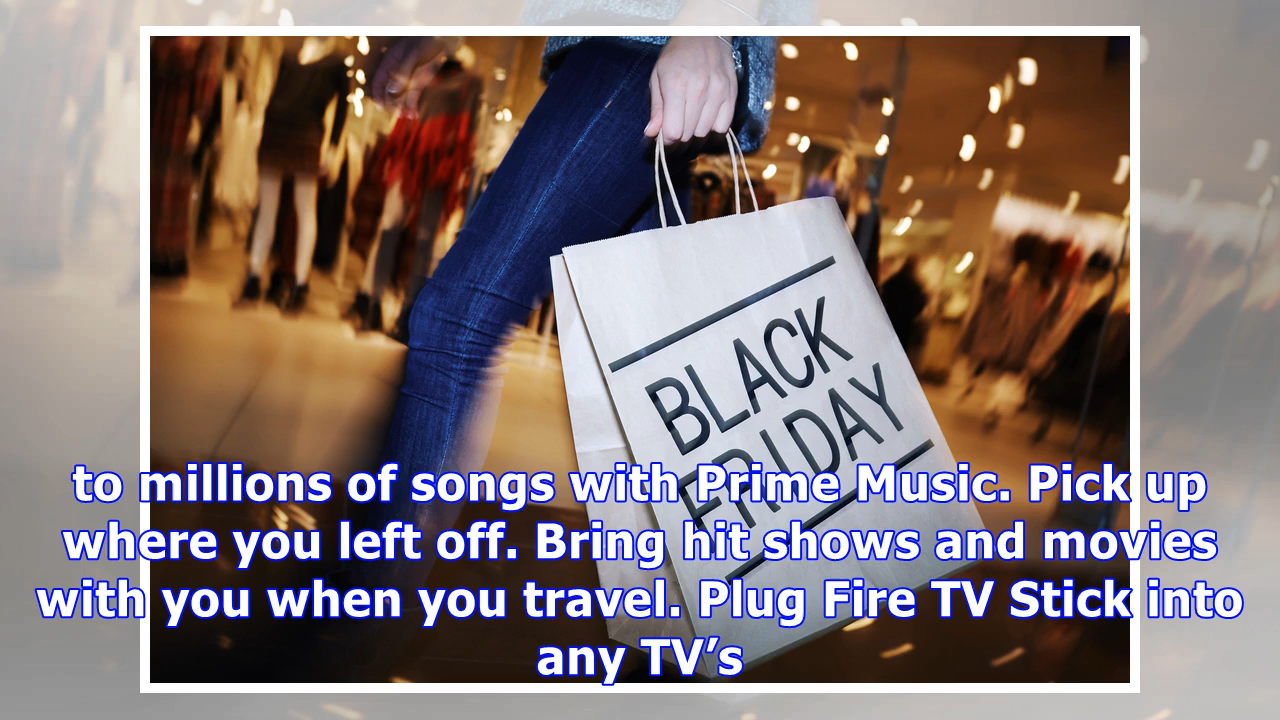 BLACK
FRIDAY
to millions of songs with Prime Music. Pick up
where you left off. Bring hit shows and movies
with you when you travel. Plug Fire TV Stick into
any TV’s